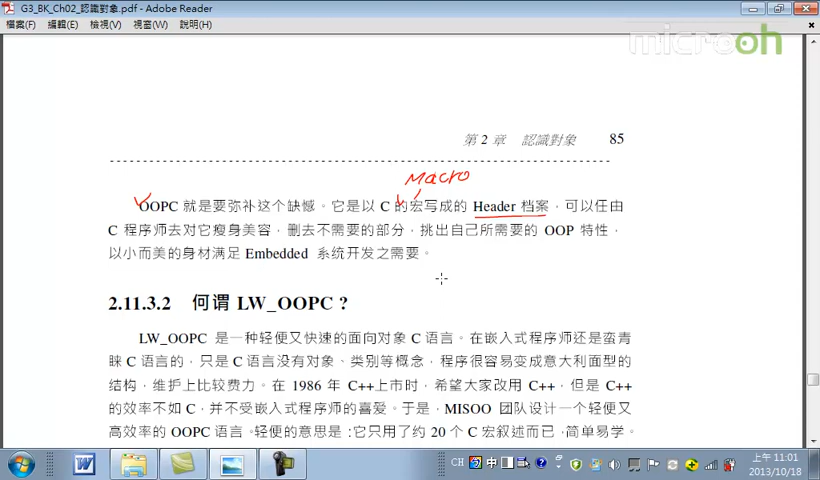 G3_BK_Ch02_認識對象.pdf - Adobe Reader
檔案(F) 編輯(E) 檢視(V) 視窗(W) 說明(H)
microoh
第 2 章 認識對象 85
Macro
OOPC 就是要弥补这个缺憾。它是以 C 的宏写成的 Header 档案，可以任由
C 程序师去对它瘦身美容，删去不需要的部分，挑出自己所需要的 OOP 特性，
以小而美的身材满足 Embedded 系统开发之需要。
2.11.3.2 何谓 LW_OOPC ?
LW_OOPC 是一种轻便又快速的面向对象 C 语言。在嵌入式程序师还是蛮青
睐 C 语言的，只是 C 语言没有对象、类别等概念，程序很容易变成意大利面型的
结构，维护上比较费力。在 1986 年 C++上市时，希望大家改用 C++，但是 C++
的效率不如 C，并不受嵌入式程序师的喜爱。于是，MISOO 团队设计一个轻便又
高效率的 OOPC 语言。轻便的意思是：它只用了约 20 个 C 宏叙述而已，简单易学。
CH 中
上午 11:01
2013/10/18